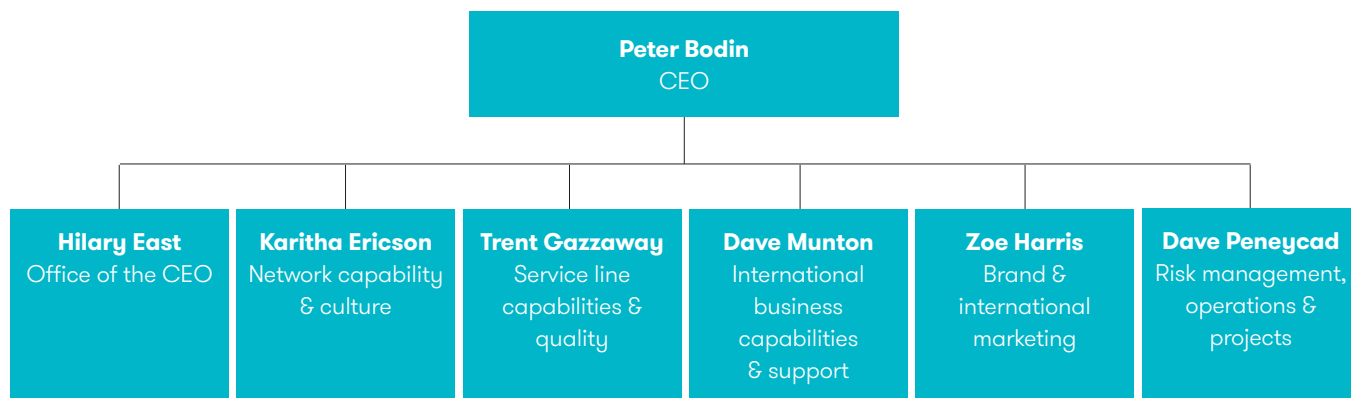 Peter Bodin
CEO
Hilary East
Office of the CEO
Karitha Ericson
Network capability
& culture
Trent Gazzaway
Service line
capabilities &
quality
Dave Munton
International
business
capabilities
& support
Zoe Harris
Brand &
international
marketing
Dave Peneycad
Risk management,
operations &
projects